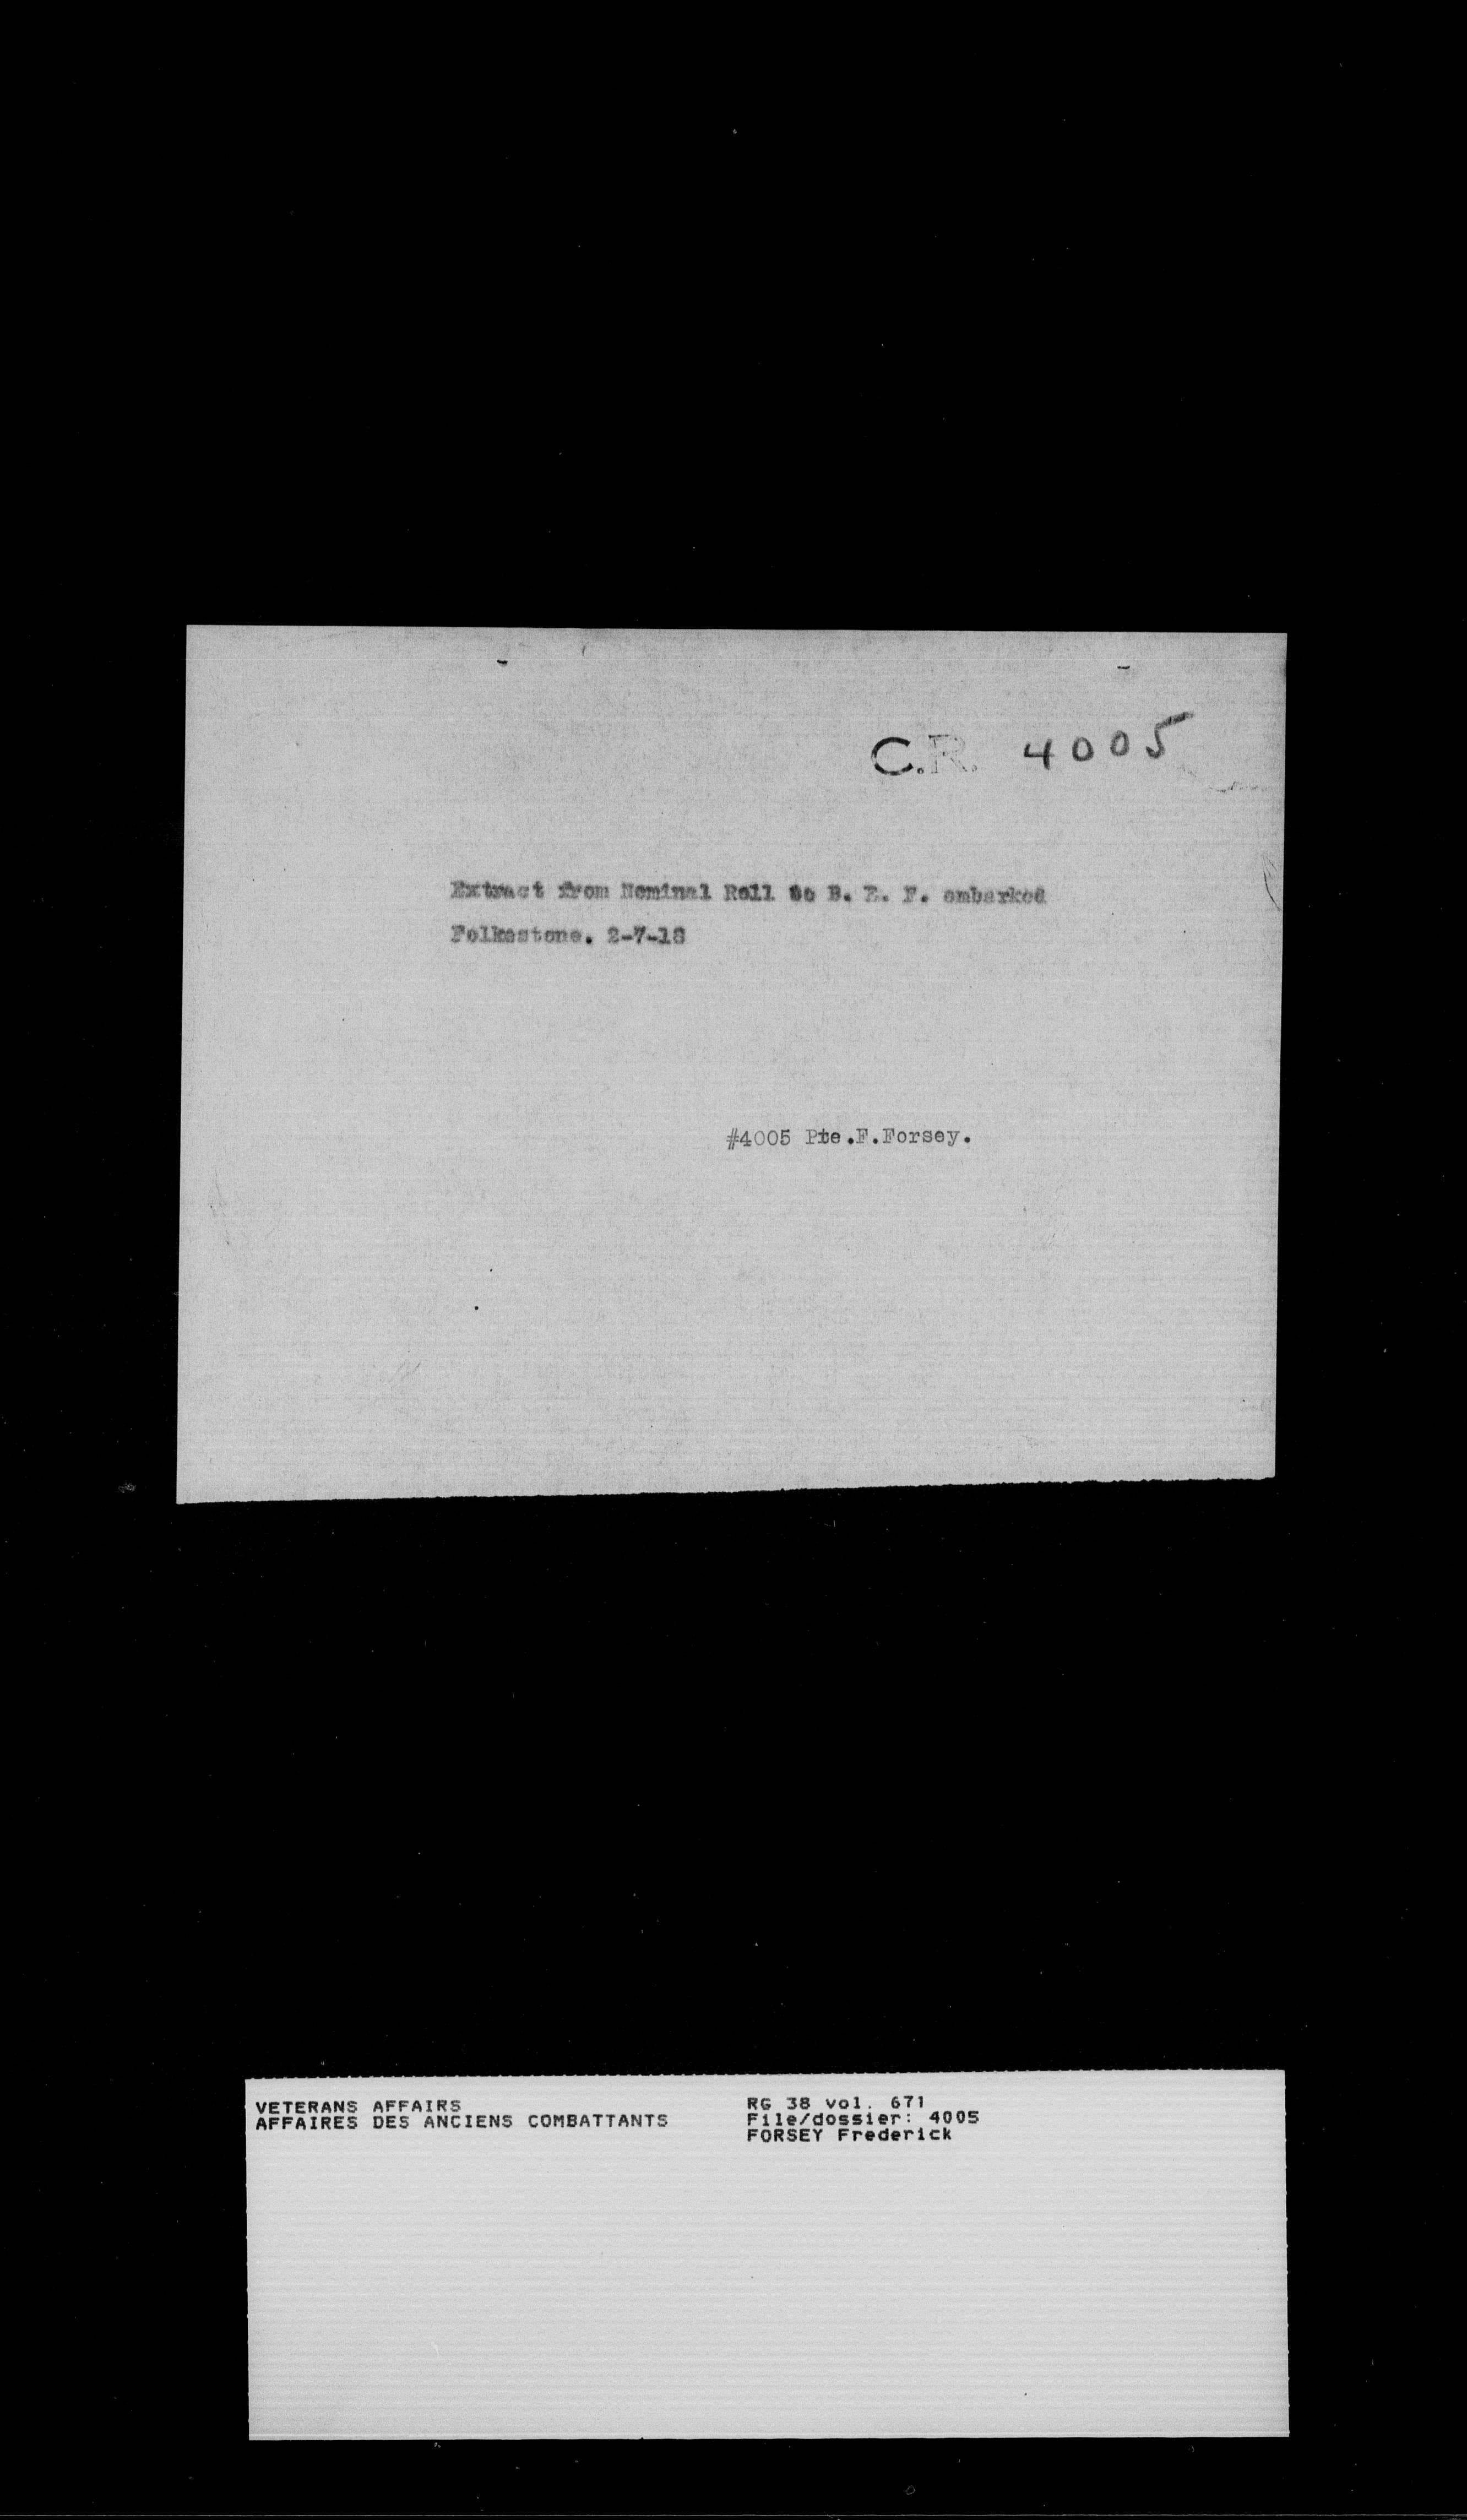 C.R. 4005
Extract from Nominal Roll to B. E. F. embarked
Folkestone. 2-7-18
#4005 Pte.F.Forsey.
VETERANS AFFAIRS
AFFAIRES DES ANCIENS COMBATTANTS
RG 38 vol. 671
File/dossier: 4005
FORSEY Frederick